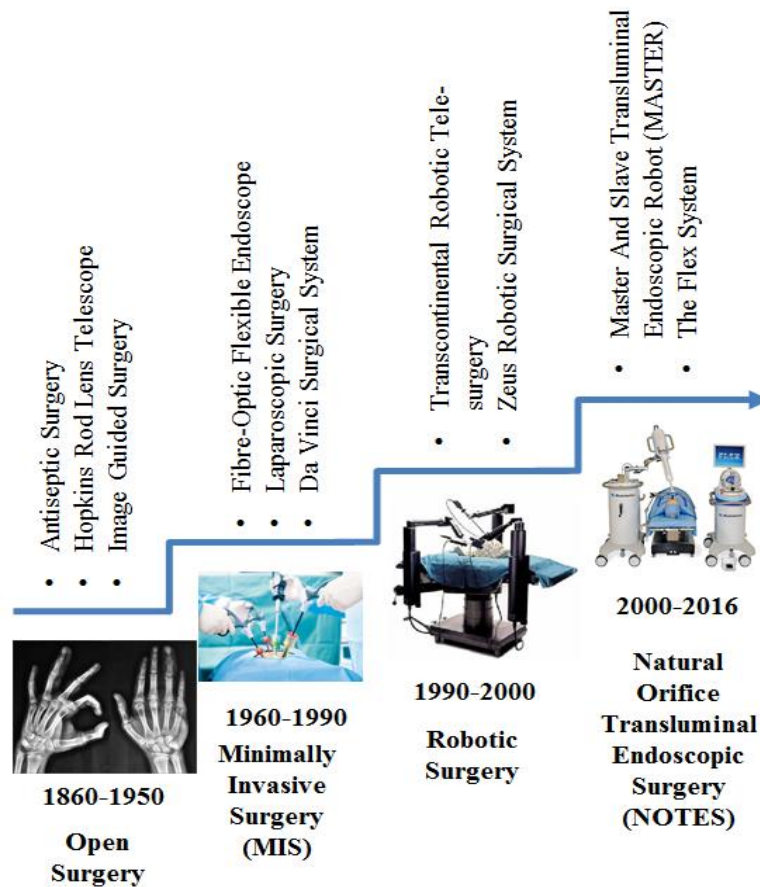 • Antiseptic Surgery
• Hopkins Rod Lens Telescope
• Image Guided Surgery
1860-1950
Open
Surgery
• Fibre-Optic Flexible Endoscope
• Laparoscopic Surgery
• Da Vinci Surgical System
1960-1990
Minimally
Invasive
Surgery
(MIS)
• Transcontinental Robotic Tele-
surgery
• Zeus Robotic Surgical System
1990-2000
Robotic
Surgery
• Master And Slave Transluminal
Endoscopic Robot (MASTER)
• The Flex System
FLEX
2000-2016
Natural
Orifice
Transluminal
Endoscopic
Surgery
(NOTES)